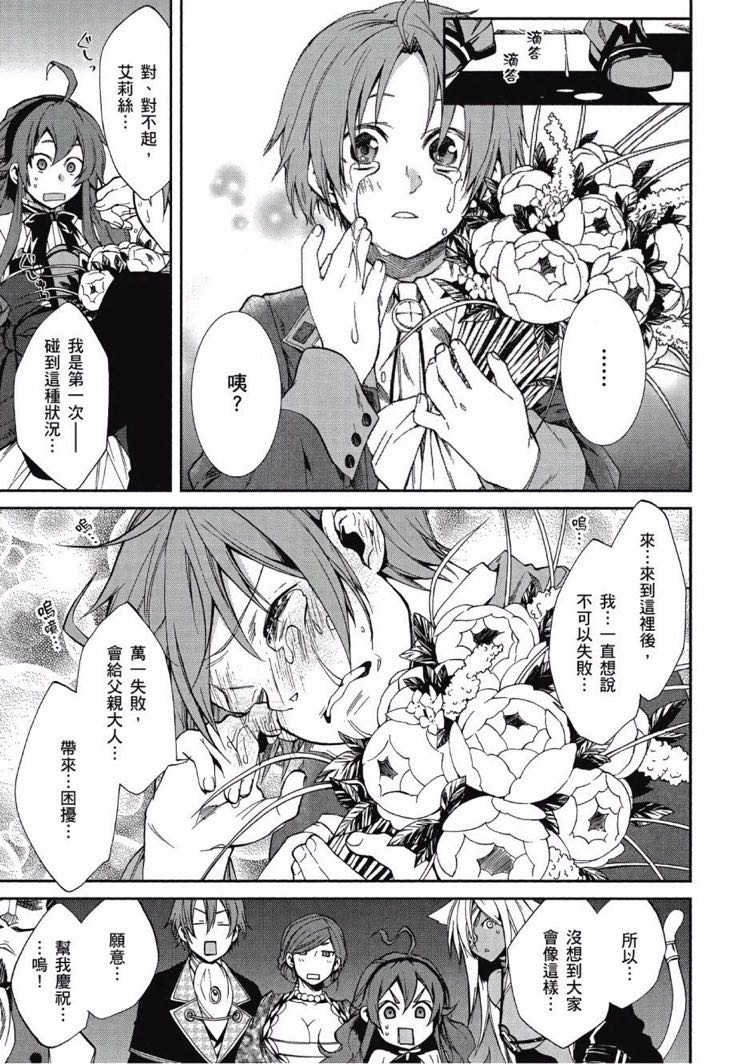 滴答
滴答
……
咦？
對、對不起，
艾莉絲…
ぐしっ
我是第一次——
碰到這種狀況…
嗚…
來…來到這裡後，
我…一直想說
不可以失敗…
萬一失敗，
會給父親大人…
帶來…困擾…
嗚…
嗚嗚…
所以…
沒想到大家
會像這樣…
願意…
幫我慶祝…
…嗚！